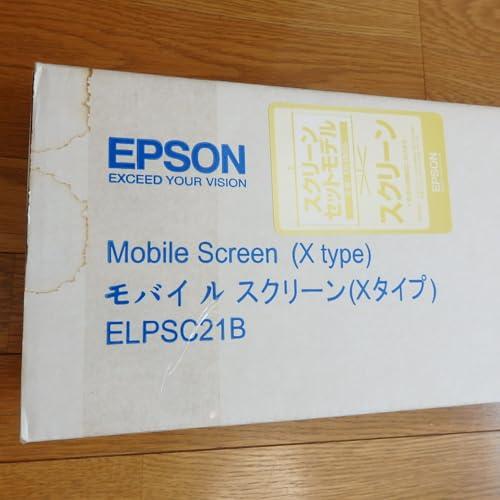 EPSON
EXCEED YOUR VISION
Mobile Screen (X type)
モバイル スクリーン(Xタイプ)
ELPSC21B
スクリーン
セットモデル
スクリーン
EPSON